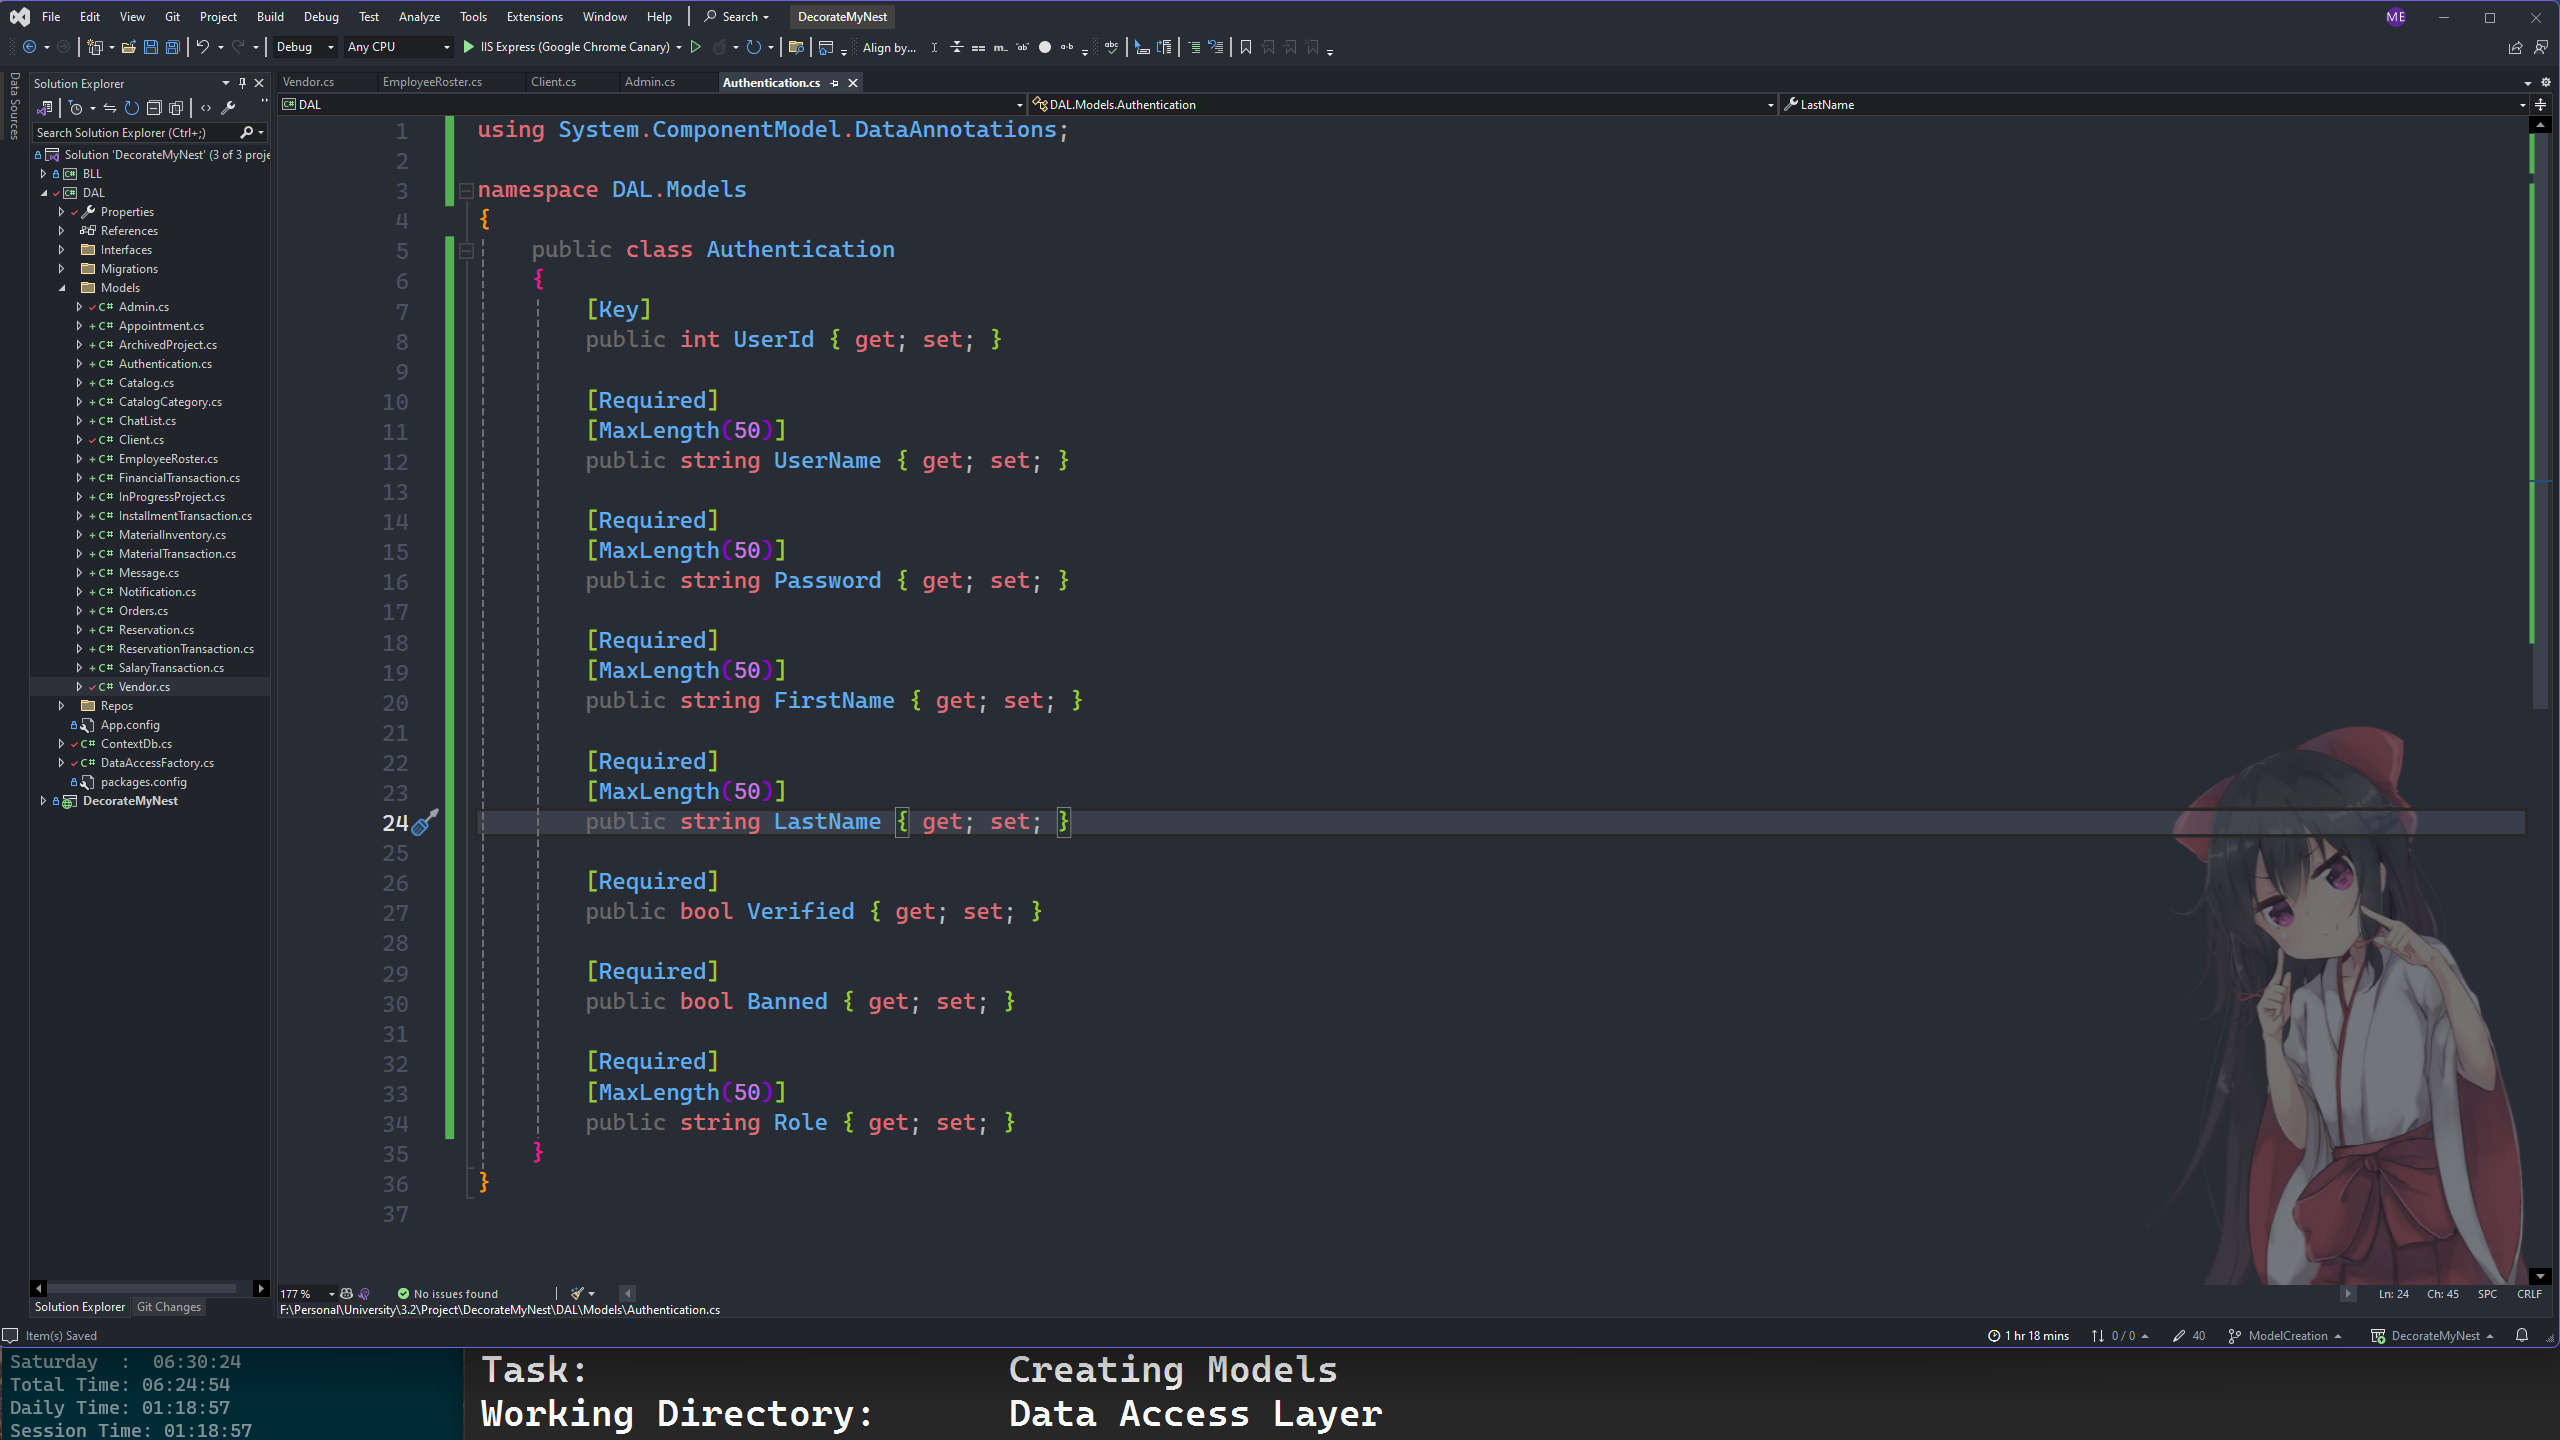 File Edit View Git Project Build Debug Test Analyze Tools Extensions Window Help Search DecorateMyNest ME
Debug Any CPU IIS Express (Google Chrome Canary) Align by...
Data Sources
Solution Explorer
Search Solution Explorer (Ctrl+;)
Solution 'DecorateMyNest' (3 of 3 proje
BLL
DAL
Properties
References
Interfaces
Migrations
Models
Admin.cs
Appointment.cs
ArchivedProject.cs
Authentication.cs
Catalog.cs
CatalogCategory.cs
ChatList.cs
Client.cs
EmployeeRoster.cs
FinancialTransaction.cs
InProgressProject.cs
InstallmentTransaction.cs
MaterialInventory.cs
MaterialTransaction.cs
Message.cs
Notification.cs
Orders.cs
Reservation.cs
ReservationTransaction.cs
SalaryTransaction.cs
Vendor.cs
Repos
App.config
ContextDb.cs
DataAccessFactory.cs
packages.config
DecorateMyNest
Solution Explorer Git Changes
Vendor.cs EmployeeRoster.cs Client.cs Admin.cs Authentication.cs
DAL DAL.Models.Authentication LastName
1 using System.ComponentModel.DataAnnotations;
2
3 namespace DAL.Models
4 {
5 public class Authentication
6 {
7 [Key]
8 public int UserId { get; set; }
9
10 [Required]
11 [MaxLength(50)]
12 public string UserName { get; set; }
13
14 [Required]
15 [MaxLength(50)]
16 public string Password { get; set; }
17
18 [Required]
19 [MaxLength(50)]
20 public string FirstName { get; set; }
21
22 [Required]
23 [MaxLength(50)]
24 public string LastName { get; set; }
25
26 [Required]
27 public bool Verified { get; set; }
28
29 [Required]
30 public bool Banned { get; set; }
31
32 [Required]
33 [MaxLength(50)]
34 public string Role { get; set; }
35 }
36 }
37
177 % No issues found Ln: 24 Ch: 45 SPC CRLF
F:\Personal\University\3.2\Project\DecorateMyNest\DAL\Models\Authentication.cs
Item(s) Saved 1 hr 18 mins 0 / 0 40 ModelCreation DecorateMyNest
Saturday : 06:30:24
Total Time: 06:24:54
Daily Time: 01:18:57
Session Time: 01:18:57
Task: Creating Models
Working Directory: Data Access Layer